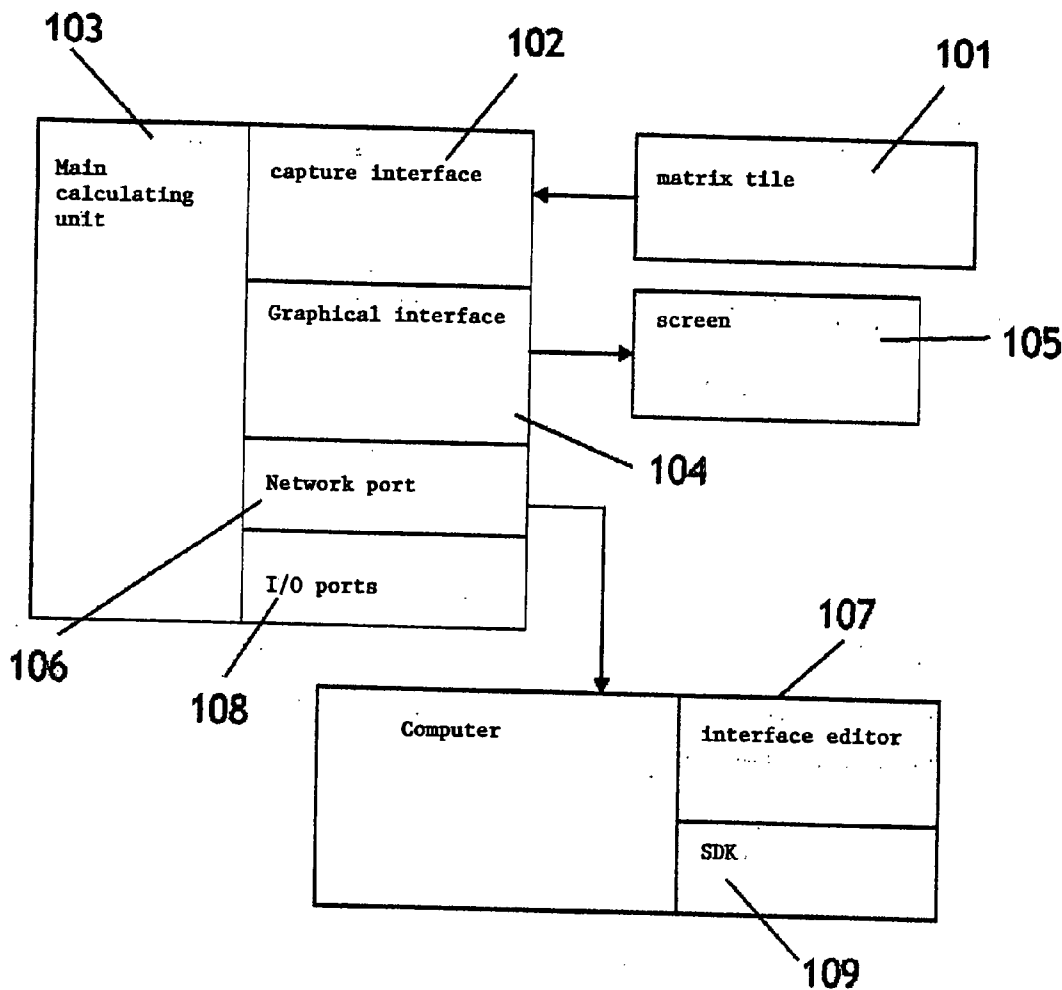 103
102
101
Main
calculating
unit
capture interface
matrix tile
Graphical interface
screen
105
104
Network port
I/O ports
106
108
107
Computer
interface editor
SDK
109